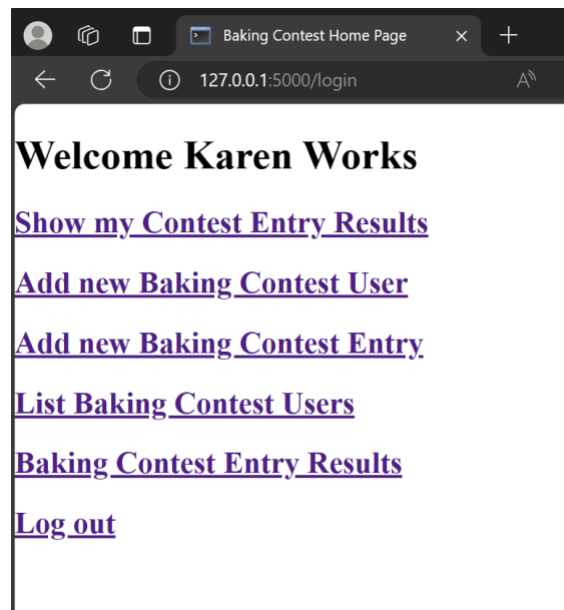 Baking Contest Home Page
127.0.0.1:5000/login
Welcome Karen Works
Show my Contest Entry Results
Add new Baking Contest User
Add new Baking Contest Entry
List Baking Contest Users
Baking Contest Entry Results
Log out